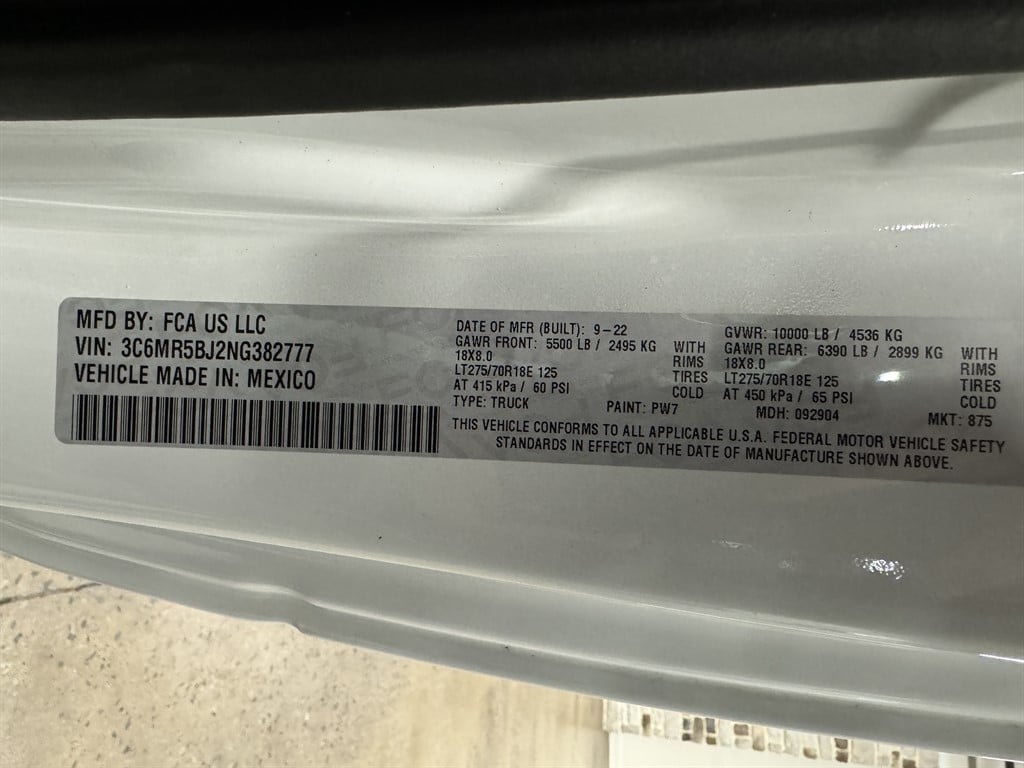 MFD BY: FCA US LLC
VIN: 3C6MR5BJ2NG382777
VEHICLE MADE IN: MEXICO
DATE OF MFR (BUILT): 9-22
GAWR FRONT: 5500 LB / 2495 KG WITH
18X8.0 RIMS
LT275/70R18E 125 TIRES
AT 415 kPa / 60 PSI COLD
TYPE: TRUCK PAINT: PW7
GVWR: 10000 LB / 4536 KG
GAWR REAR: 6390 LB / 2899 KG WITH
18X8.0 RIMS
LT275/70R18E 125 TIRES
AT 450 kPa / 65 PSI COLD
MDH: 092904 MKT: 875
THIS VEHICLE CONFORMS TO ALL APPLICABLE U.S.A. FEDERAL MOTOR VEHICLE SAFETY
STANDARDS IN EFFECT ON THE DATE OF MANUFACTURE SHOWN ABOVE.